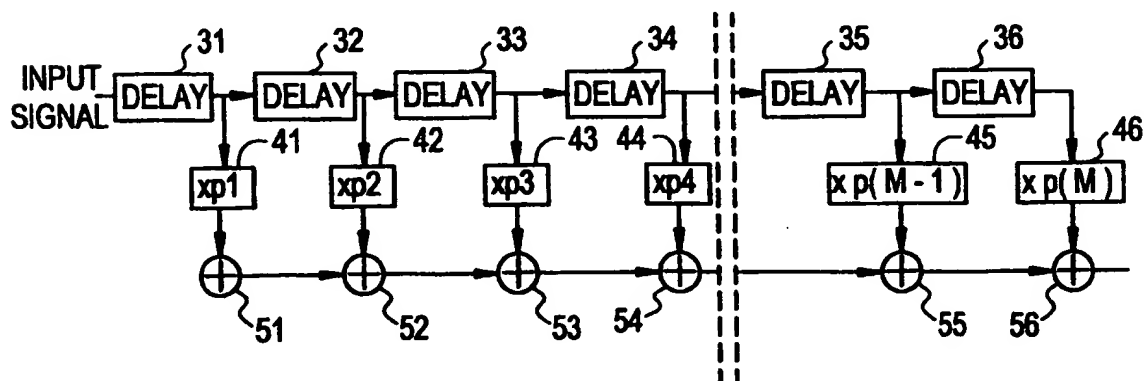 31 32 33 34 35 36
INPUT SIGNAL
DELAY DELAY DELAY DELAY DELAY DELAY
41 42 43 44 45 46
xp1 xp2 xp3 xp4 x p( M - 1 ) x p( M )
51 52 53 54 55 56